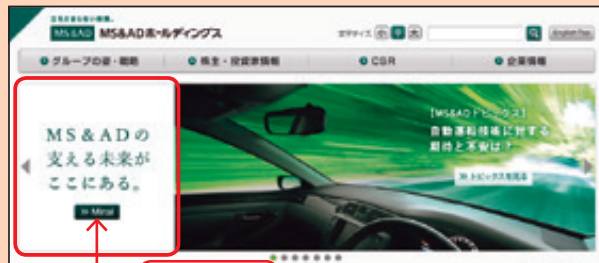 MS&AD MS&ADホールディングス
文字サイズ 小 中 大 English Top
グループの姿・戦略 株主・投資家情報 CSR 企業情報
MS&ADの
支える未来が
ここにある。
Mirai
【MS&ADトピックス】
自動運転技術に対する
期待と不安は?
トピックスを見る